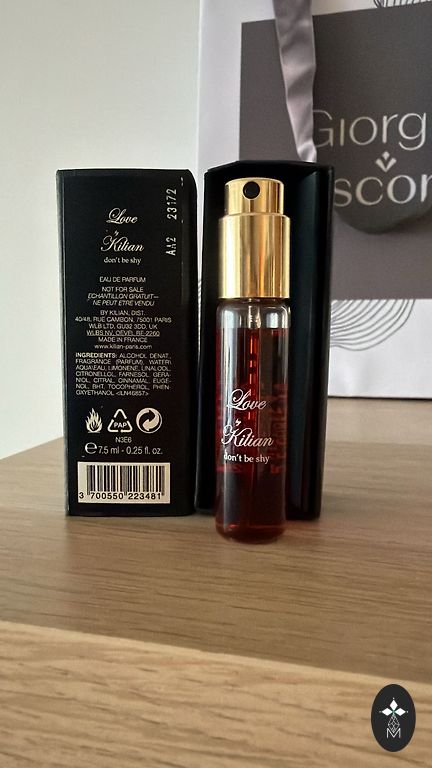 Giorg
scon
Love
by
Kilian
don't be shy
AA2 23172
EAU DE PARFUM
NOT FOR SALE
ECHANTILLON GRATUIT—
NE PEUT ÊTRE VENDU
BY KILIAN, DIST.
40/48, RUE CAMBON, 75001 PARIS
WLB LTD, GU32 3DD, UK
WLBS NV, OEVEL BE-2260
MADE IN FRANCE
www.kilian-paris.com
INGREDIENTS: ALCOHOL DENAT,
FRAGRANCE (PARFUM), WATER\
AQUA\EAU, LIMONENE, LINALOOL,
CITRONELLOL, FARNESOL, GERA-
NIOL, CITRAL, CINNAMAL, EUGE-
NOL, BHT, TOCOPHEROL, PHEN-
OXYETHANOL <ILN46857>
PAP
N3E6
e 7.5 ml - 0.25 fl. oz.
3 700550 223481
Love
by
Kilian
don't be shy
M